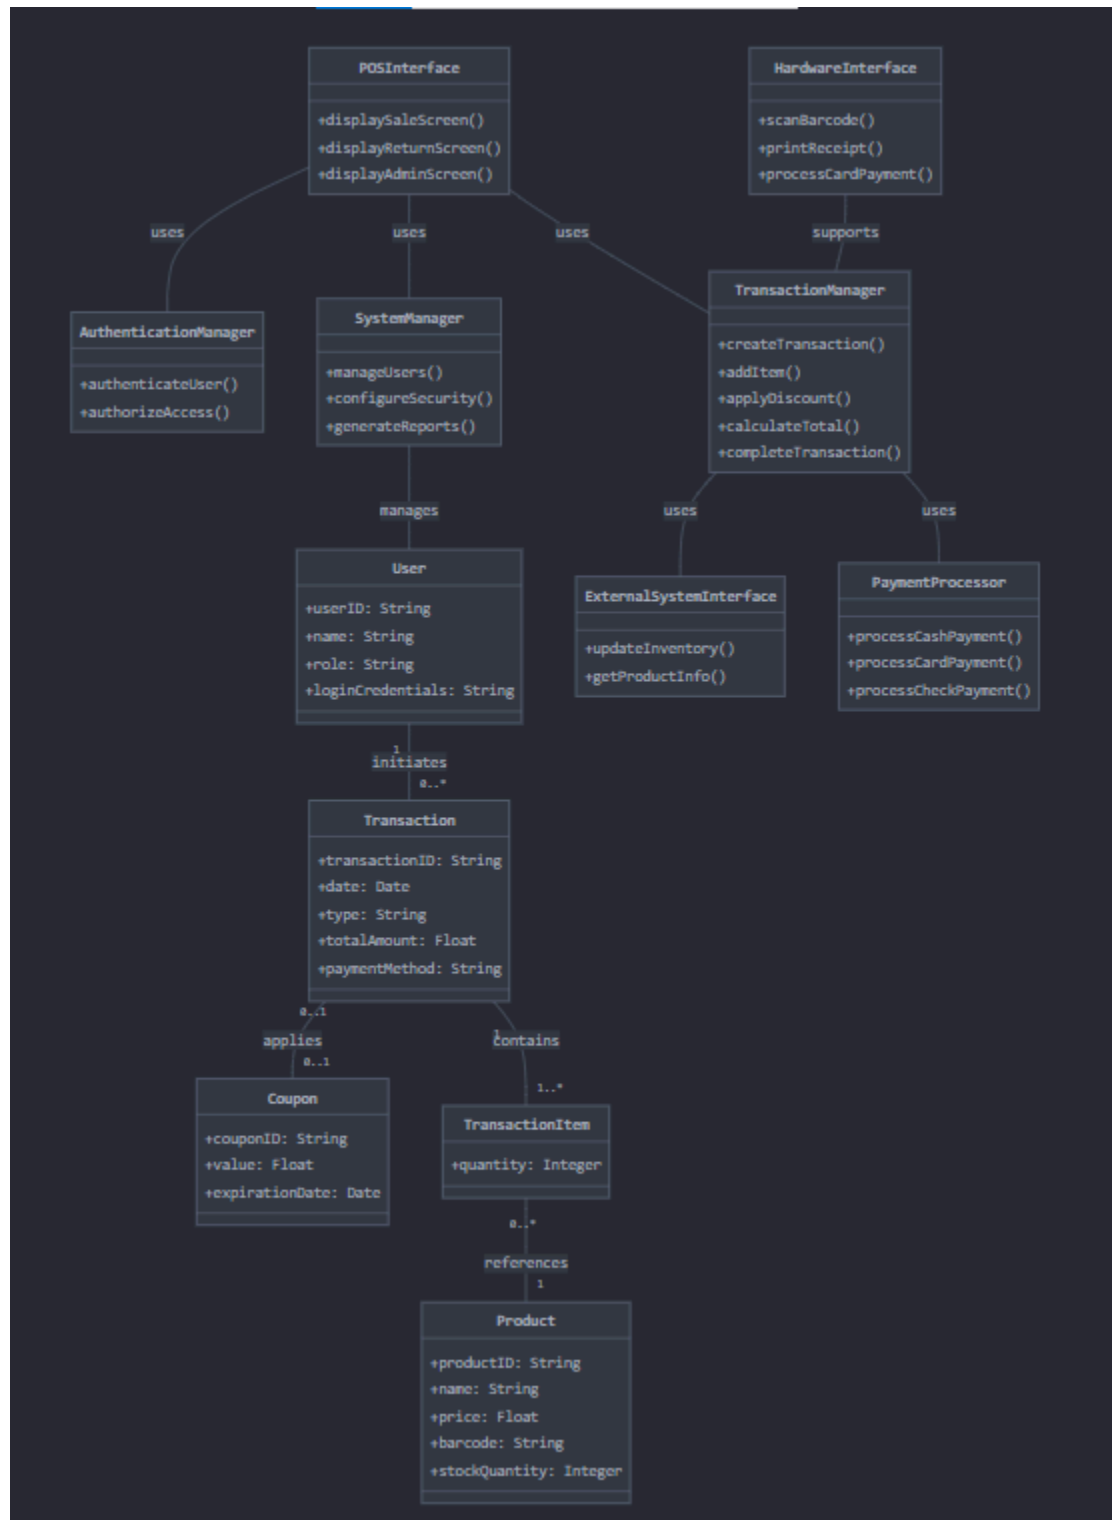 POSInterface
+displaySaleScreen()
+displayReturnScreen()
+displayAdminScreen()
HardwareInterface
+scanBarcode()
+printReceipt()
+processCardPayment()
uses
uses
uses
supports
AuthenticationManager
+authenticateUser()
+authorizeAccess()
SystemManager
+manageUsers()
+configureSecurity()
+generateReports()
TransactionManager
+createTransaction()
+addItem()
+applyDiscount()
+calculateTotal()
+completeTransaction()
manages
uses
uses
User
+userID: String
+name: String
+role: String
+loginCredentials: String
ExternalSystemInterface
+updateInventory()
+getProductInfo()
PaymentProcessor
+processCashPayment()
+processCardPayment()
+processCheckPayment()
1
initiates
0..*
Transaction
+transactionID: String
+date: Date
+type: String
+totalAmount: Float
+paymentMethod: String
0..1
applies
0..1
1
contains
1..*
Coupon
+couponID: String
+value: Float
+expirationDate: Date
TransactionItem
+quantity: Integer
0..*
references
1
Product
+productID: String
+name: String
+price: Float
+barcode: String
+stockQuantity: Integer